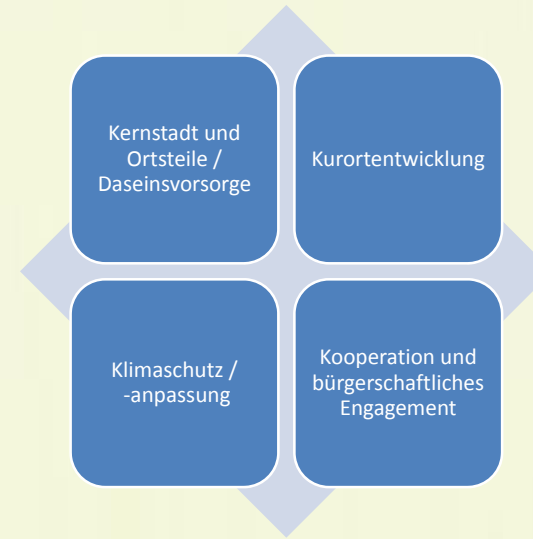 Kernstadt und
Ortsteile /
Daseinsvorsorge
Kurortentwicklung
Klimaschutz /
-anpassung
Kooperation und
bürgerschaftliches
Engagement